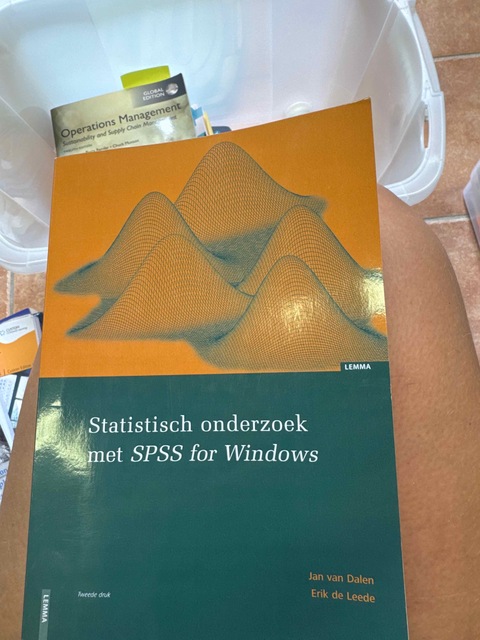 GLOBAL
EDITION
Operations Management
Sustainability and Supply Chain Management
LEMMA
Statistisch onderzoek
met SPSS for Windows
Jan van Dalen
Erik de Leede
Tweede druk
LEMMA